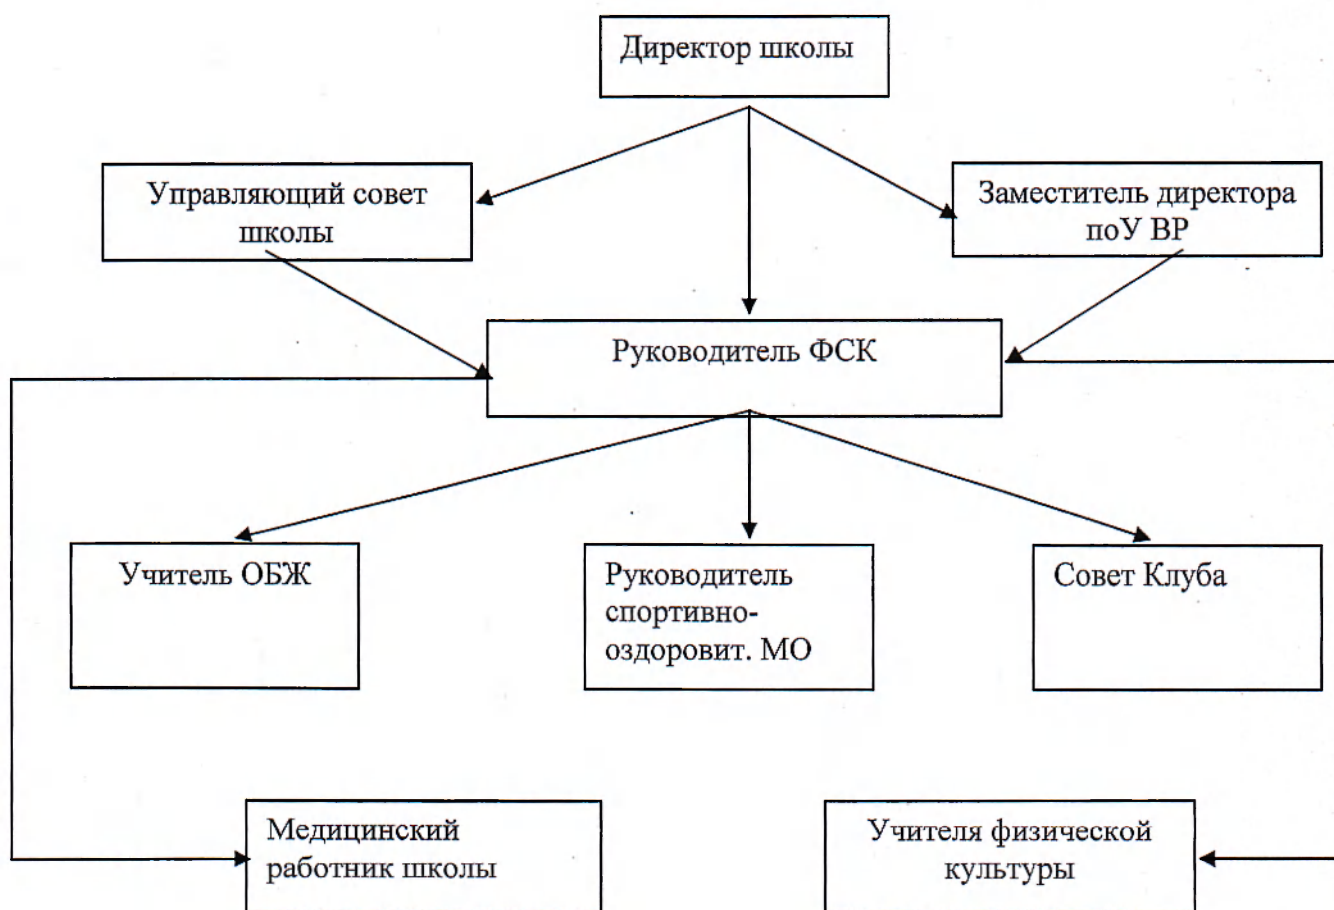 Директор школы
Управляющий совет
школы
Заместитель директора
поУ ВР
Руководитель ФСК
Учитель ОБЖ
Руководитель
спортивно-
оздоровит. МО
Совет Клуба
Медицинский
работник школы
Учителя физической
культуры